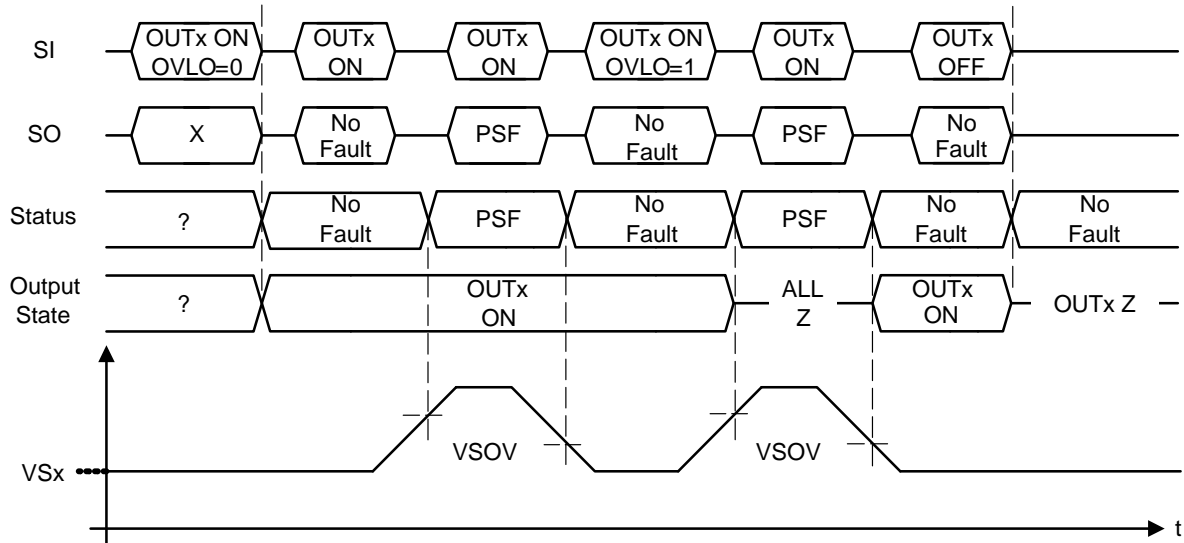 SI
OUTx ON
OVLO=0
OUTx
ON
OUTx
ON
OUTx ON
OVLO=1
OUTx
ON
OUTx
OFF
SO
X
No
Fault
PSF
No
Fault
PSF
No
Fault
Status
?
No
Fault
PSF
No
Fault
PSF
No
Fault
No
Fault
Output
State
?
OUTx
ON
ALL
Z
OUTx
ON
OUTx Z
VSOV
VSOV
VSx
t